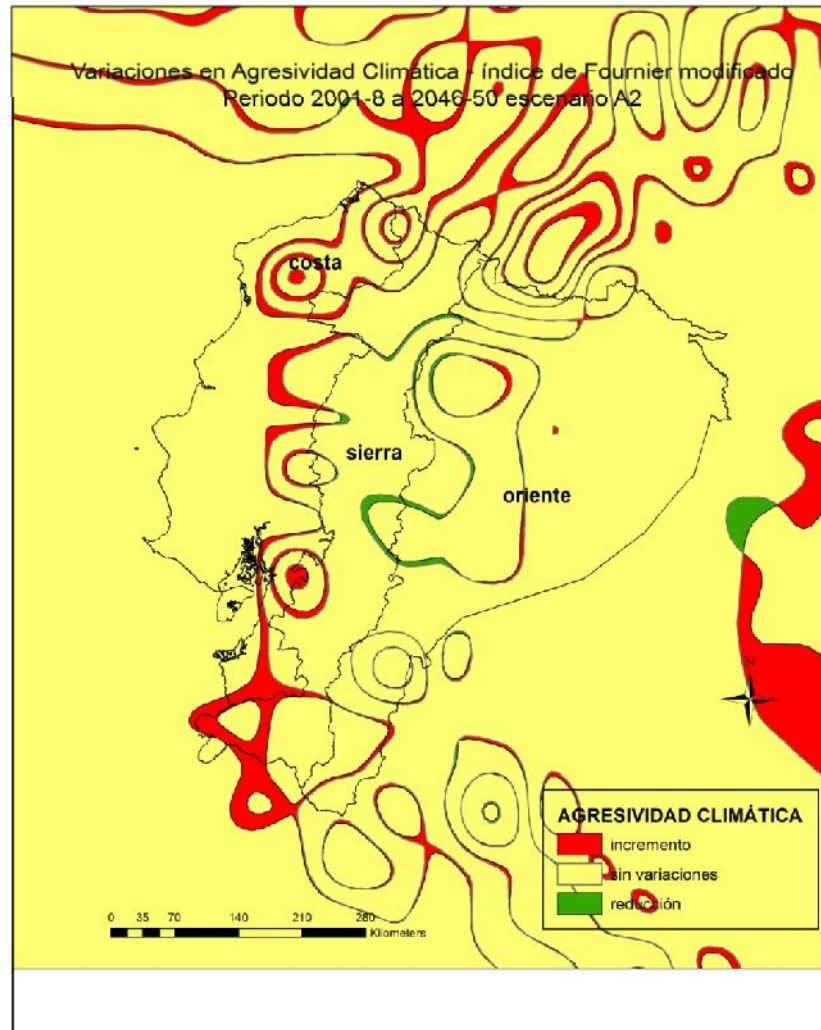 Variaciones en Agresividad Climática - índice de Fournier modificado
Periodo 2001-8 a 2046-50 escenario A2
costa
sierra
oriente
N
AGRESIVIDAD CLIMÁTICA
incremento
sin variaciones
reducción
0 35 70 140 210 280
Kilometers